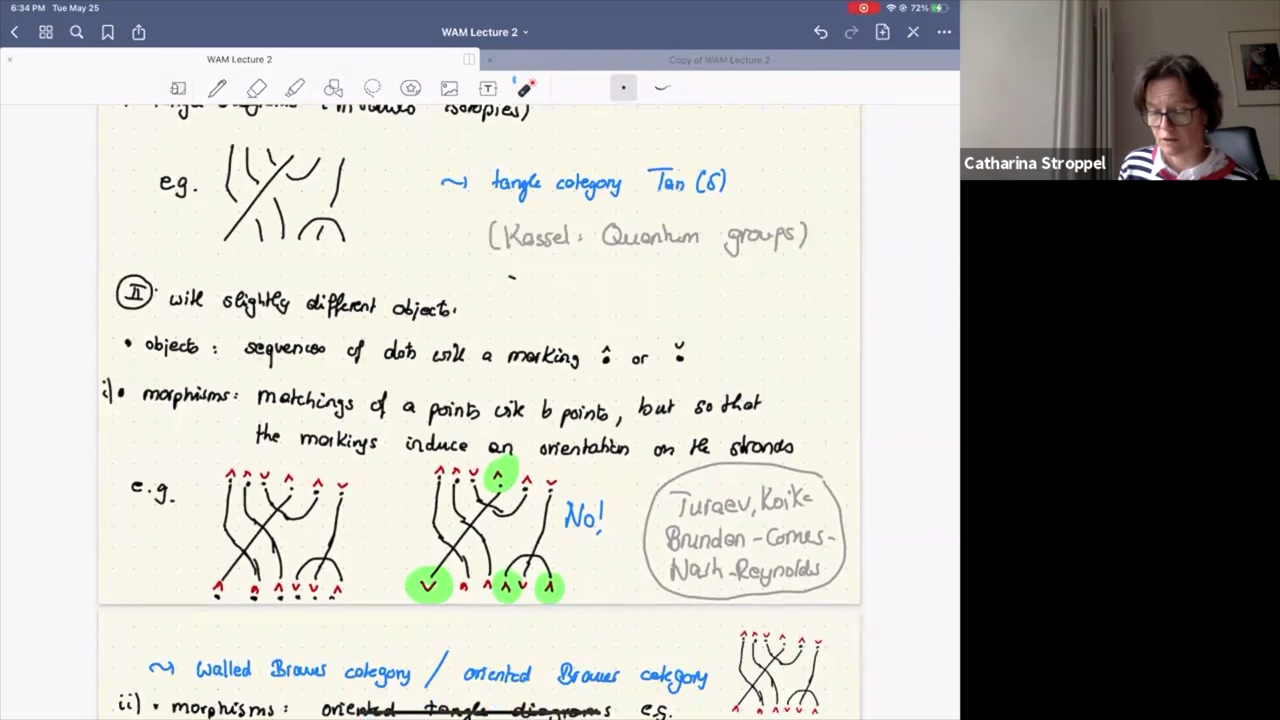 6:34 PM Tue May 25
72%
WAM Lecture 2
WAM Lecture 2
Copy of WAM Lecture 2
isotopies)
eg.
~> tangle category Tan (δ)
(Kassel: Quantum groups)
II with slightly different objects.
• objects: sequences of dots with a marking ^ or v
i) • morphisms: matchings of a points with b points, but so that
the markings induce an orientation on the strands
e.g.
No!
Turaev, Koike
Brundan-Comes-
Nash-Reynolds
~> Walled Brauer category / oriented Brauer category
ii) • morphisms: oriented tangle diagrams e.g.
Catharina Stroppel